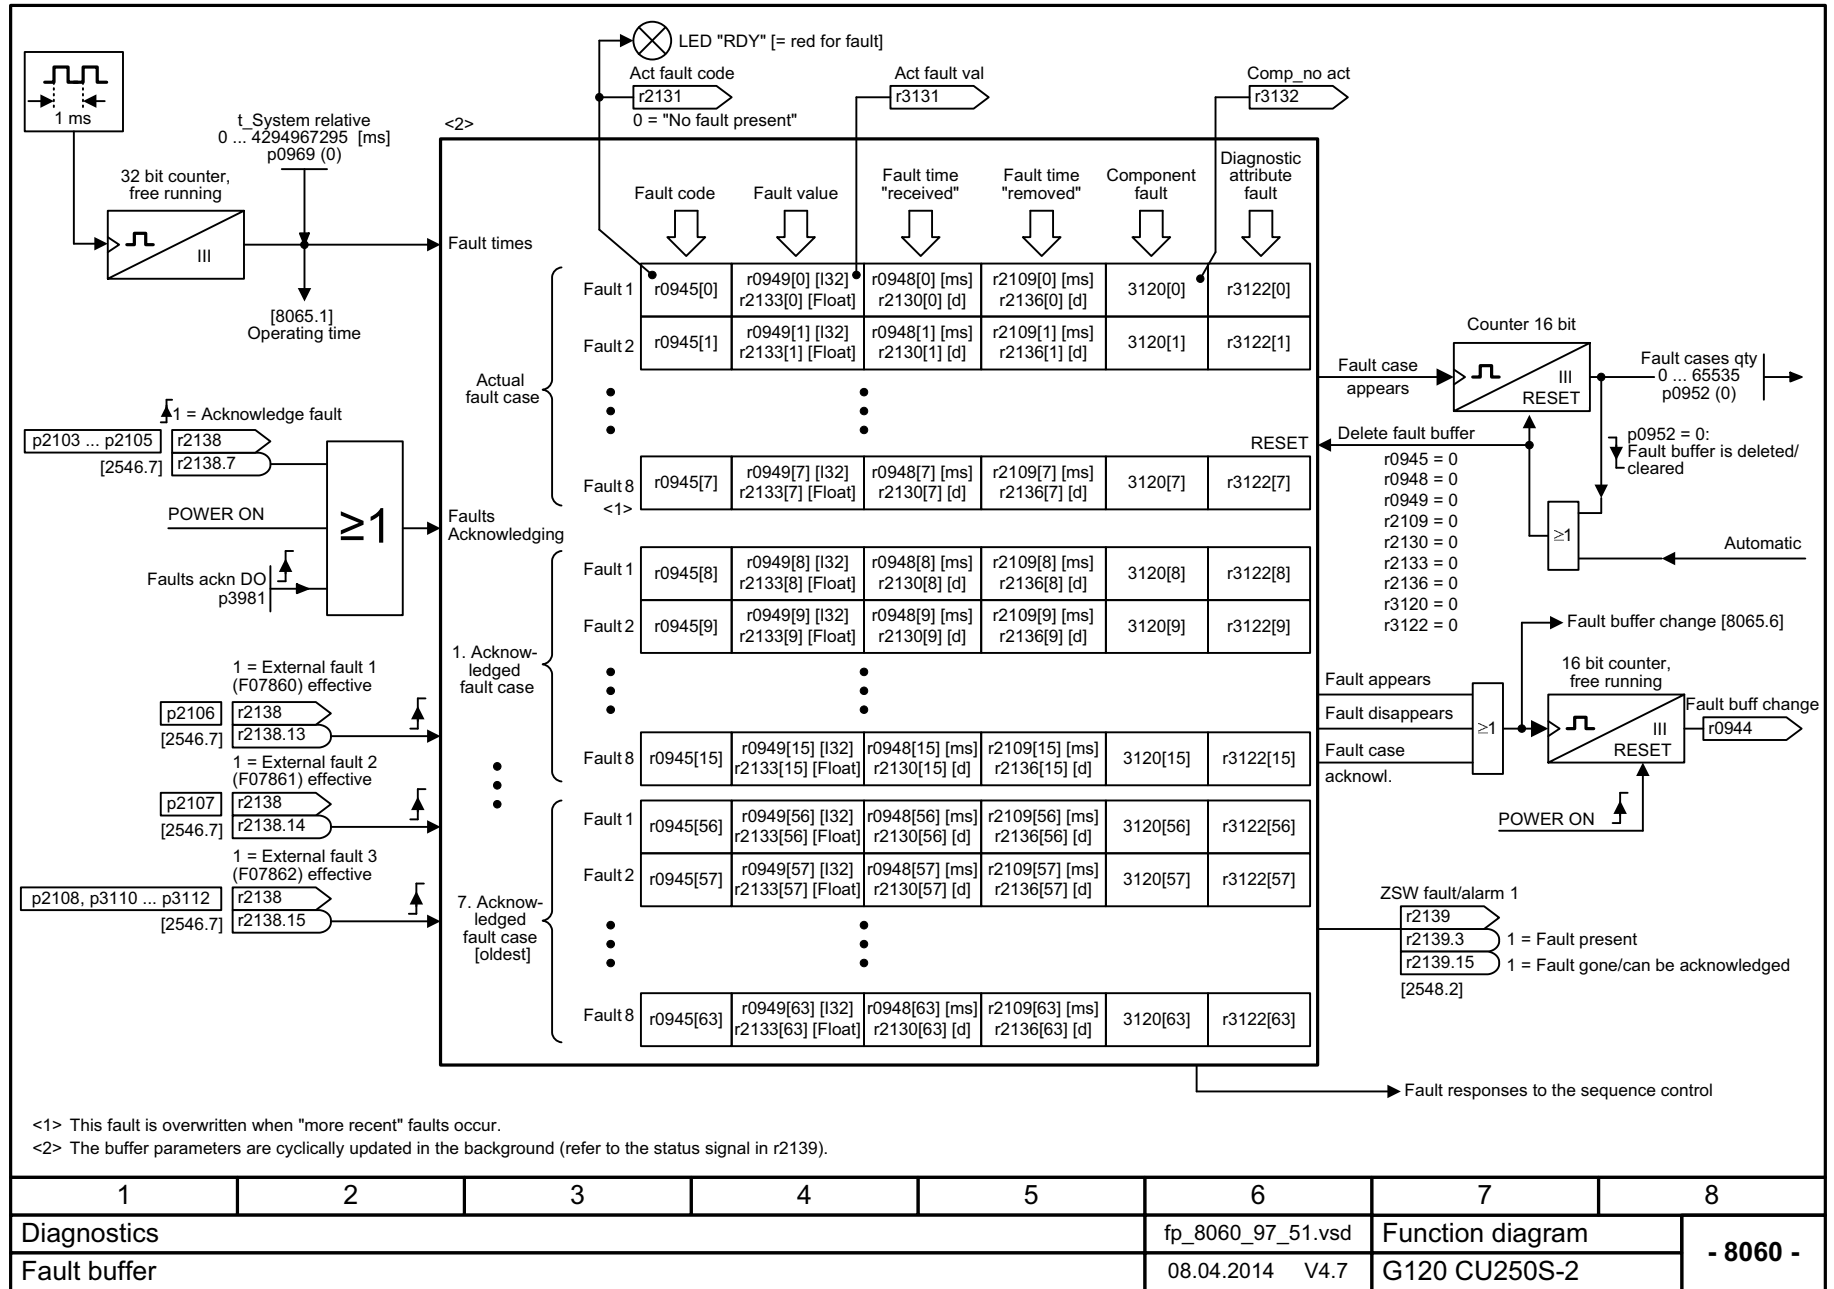 LED "RDY" [= red for fault]
Act fault code
r2131
0 = "No fault present"
Act fault val
r3131
Comp_no act
r3132
1 ms
t_System relative
0 ... 4294967295 [ms]
p0969 (0)
<2>
32 bit counter,
free running
III
[8065.1]
Operating time
Fault times
Fault code
Fault value
Fault time
"received"
Fault time
"removed"
Component
fault
Diagnostic
attribute
fault
Actual
fault case
Fault 1
r0945[0]
r0949[0] [I32]
r2133[0] [Float]
r0948[0] [ms]
r2130[0] [d]
r2109[0] [ms]
r2136[0] [d]
3120[0]
r3122[0]
Fault 2
r0945[1]
r0949[1] [I32]
r2133[1] [Float]
r0948[1] [ms]
r2130[1] [d]
r2109[1] [ms]
r2136[1] [d]
3120[1]
r3122[1]
Fault 8
<1>
r0945[7]
r0949[7] [I32]
r2133[7] [Float]
r0948[7] [ms]
r2130[7] [d]
r2109[7] [ms]
r2136[7] [d]
3120[7]
r3122[7]
1 = Acknowledge fault
p2103 ... p2105
r2138
[2546.7]
r2138.7
POWER ON
≥1
Faults ackn DO
p3981
Faults
Acknowledging
1. Acknow-
ledged
fault case
Fault 1
r0945[8]
r0949[8] [I32]
r2133[8] [Float]
r0948[8] [ms]
r2130[8] [d]
r2109[8] [ms]
r2136[8] [d]
3120[8]
r3122[8]
Fault 2
r0945[9]
r0949[9] [I32]
r2133[9] [Float]
r0948[9] [ms]
r2130[9] [d]
r2109[9] [ms]
r2136[9] [d]
3120[9]
r3122[9]
Fault 8
r0945[15]
r0949[15] [I32]
r2133[15] [Float]
r0948[15] [ms]
r2130[15] [d]
r2109[15] [ms]
r2136[15] [d]
3120[15]
r3122[15]
1 = External fault 1
(F07860) effective
p2106
r2138
[2546.7]
r2138.13
1 = External fault 2
(F07861) effective
p2107
r2138
[2546.7]
r2138.14
1 = External fault 3
(F07862) effective
p2108, p3110 ... p3112
r2138
[2546.7]
r2138.15
7. Acknow-
ledged
fault case
[oldest]
Fault 1
r0945[56]
r0949[56] [I32]
r2133[56] [Float]
r0948[56] [ms]
r2130[56] [d]
r2109[56] [ms]
r2136[56] [d]
3120[56]
r3122[56]
Fault 2
r0945[57]
r0949[57] [I32]
r2133[57] [Float]
r0948[57] [ms]
r2130[57] [d]
r2109[57] [ms]
r2136[57] [d]
3120[57]
r3122[57]
Fault 8
r0945[63]
r0949[63] [I32]
r2133[63] [Float]
r0948[63] [ms]
r2130[63] [d]
r2109[63] [ms]
r2136[63] [d]
3120[63]
r3122[63]
Counter 16 bit
Fault case
appears
III
RESET
Fault cases qty
0 ... 65535
p0952 (0)
RESET
Delete fault buffer
r0945 = 0
r0948 = 0
r0949 = 0
r2109 = 0
r2130 = 0
r2133 = 0
r2136 = 0
r3120 = 0
r3122 = 0
p0952 = 0:
Fault buffer is deleted/
cleared
≥1
Automatic
Fault buffer change [8065.6]
16 bit counter,
free running
Fault appears
Fault disappears
Fault case
acknowl.
≥1
III
RESET
Fault buff change
r0944
POWER ON
ZSW fault/alarm 1
r2139
r2139.3
1 = Fault present
r2139.15
1 = Fault gone/can be acknowledged
[2548.2]
Fault responses to the sequence control
<1> This fault is overwritten when "more recent" faults occur.
<2> The buffer parameters are cyclically updated in the background (refer to the status signal in r2139).
1 2 3 4 5 6 7 8
Diagnostics
fp_8060_97_51.vsd
Function diagram
- 8060 -
Fault buffer
08.04.2014 V4.7
G120 CU250S-2